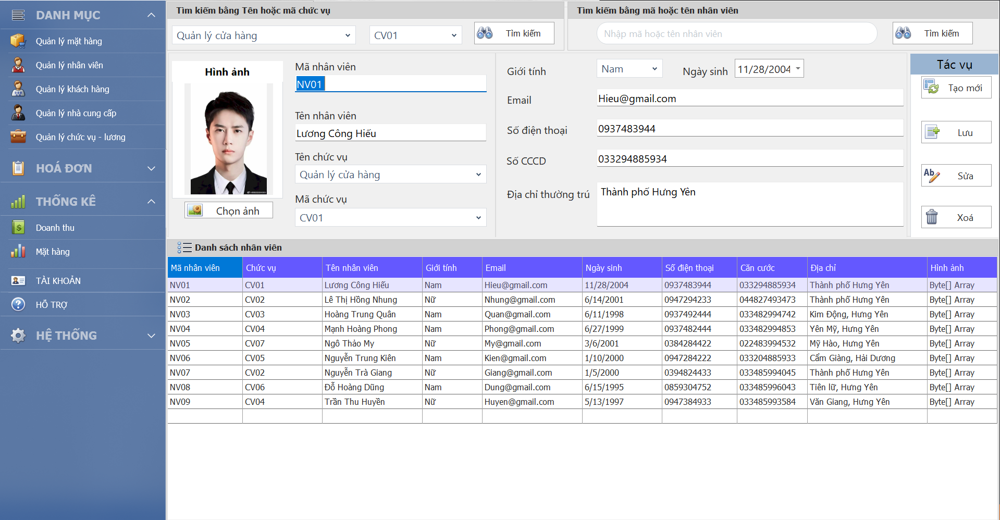 DANH MỤC
Quản lý mặt hàng
Quản lý nhân viên
Quản lý khách hàng
Quản lý nhà cung cấp
Quản lý chức vụ - lương
HOÁ ĐƠN
THỐNG KÊ
Doanh thu
Mặt hàng
TÀI KHOẢN
HỖ TRỢ
HỆ THỐNG
Tìm kiếm bằng Tên hoặc mã chức vụ
Quản lý cửa hàng CV01 Tìm kiếm
Tìm kiếm bằng mã hoặc tên nhân viên
Nhập mã hoặc tên nhân viên Tìm kiếm
Hình ảnh
Chọn ảnh
Mã nhân viên
NV01
Tên nhân viên
Lương Công Hiếu
Tên chức vụ
Quản lý cửa hàng
Mã chức vụ
CV01
Giới tính Nam Ngày sinh 11/28/2004
Email Hieu@gmail.com
Số điện thoại 0937483944
Số CCCD 033294885934
Địa chỉ thường trú Thành phố Hưng Yên
Tác vụ
Tạo mới
Lưu
Sửa
Xoá
Danh sách nhân viên
Mã nhân viên Chức vụ Tên nhân viên Giới tính Email Ngày sinh Số điện thoại Căn cước Địa chỉ Hình ảnh
NV01 CV01 Lương Công Hiếu Nam Hieu@gmail.com 11/28/2004 0937483944 033294885934 Thành phố Hưng Yên Byte[] Array
NV02 CV02 Lê Thị Hồng Nhung Nữ Nhung@gmail.com 6/14/2001 0947294233 044827493473 Thành phố Hưng Yên Byte[] Array
NV03 CV03 Hoàng Trung Quân Nam Quan@gmail.com 6/11/1998 0937492444 033482994742 Kim Động, Hưng Yên Byte[] Array
NV04 CV04 Mạnh Hoàng Phong Nam Phong@gmail.com 6/27/1999 0937482444 033482994853 Yên Mỹ, Hưng Yên Byte[] Array
NV05 CV07 Ngô Thảo My Nữ My@gmail.com 3/6/2001 0384284422 022483994532 Mỹ Hào, Hưng Yên Byte[] Array
NV06 CV05 Nguyễn Trung Kiên Nam Kien@gmail.com 1/10/2000 0947284222 033204885933 Cẩm Giàng, Hải Dương Byte[] Array
NV07 CV02 Nguyễn Trà Giang Nữ Giang@gmail.com 1/5/2000 0394824433 033485994045 Thành phố Hưng Yên Byte[] Array
NV08 CV06 Đỗ Hoàng Dũng Nam Dung@gmail.com 6/15/1995 0859304752 033485996043 Tiên lữ, Hưng Yên Byte[] Array
NV09 CV04 Trần Thu Huyền Nữ Huyen@gmail.com 5/13/1997 0947384933 033485993584 Văn Giang, Hưng Yên Byte[] Array